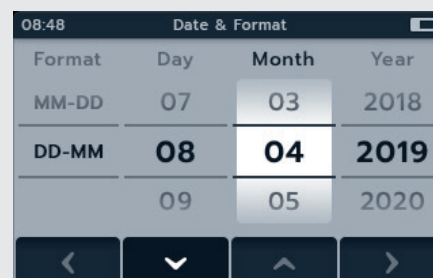 08:48 Date & Format
Format Day Month Year
MM-DD 07 03 2018
DD-MM 08 04 2019
09 05 2020